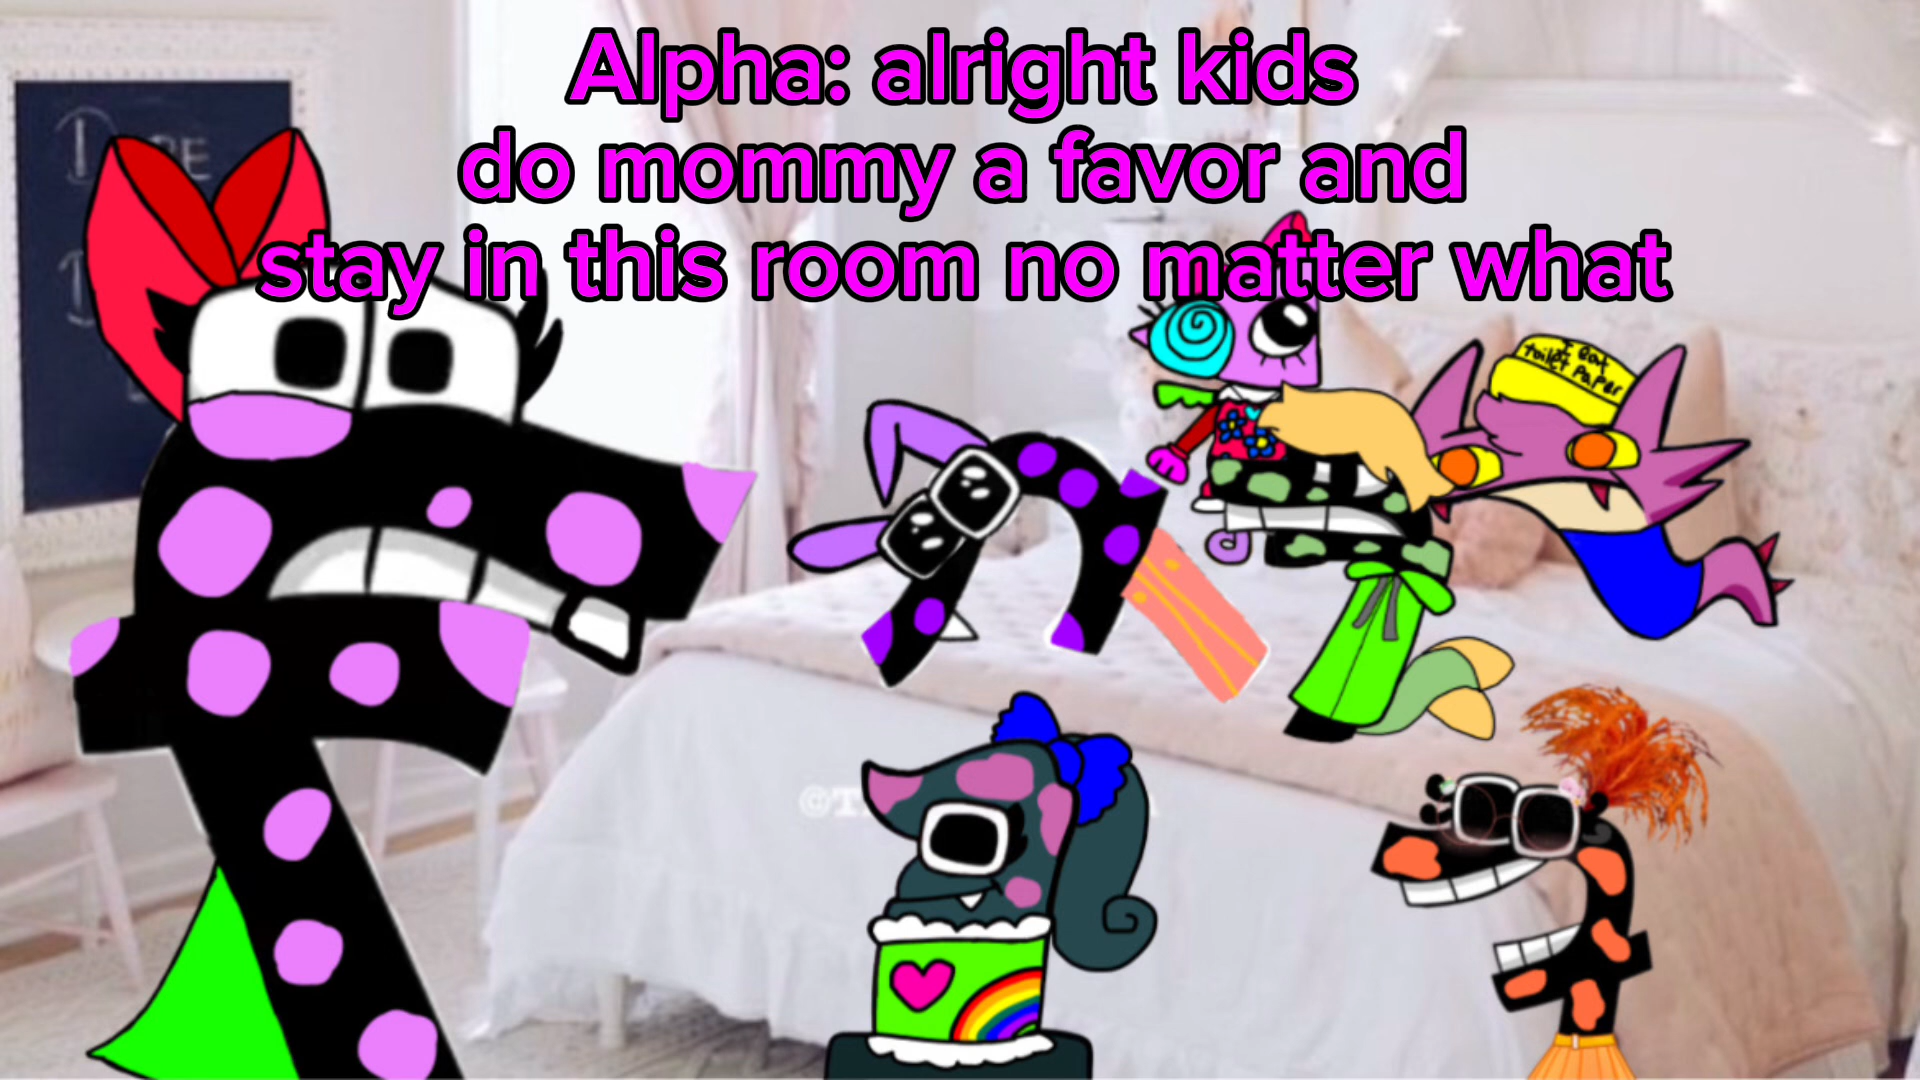 Alpha: alright kids
do mommy a favor and
stay in this room no matter what
I eat
toilet paper